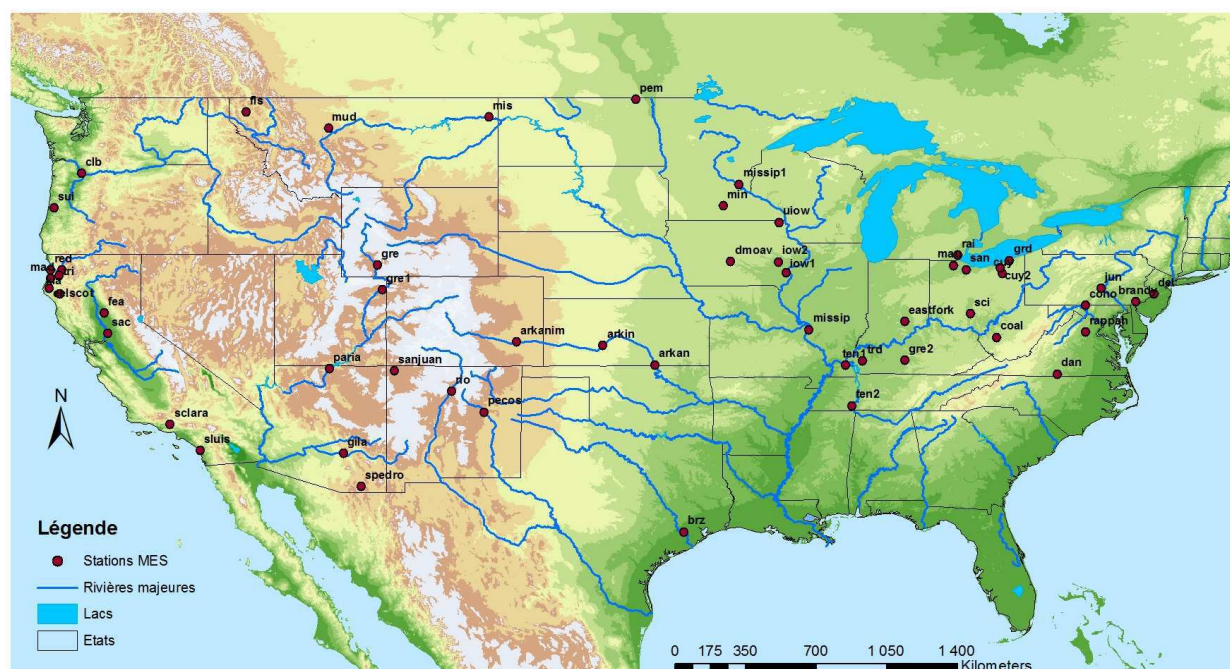 pem
fls
mis
mud
clb
missip1
min
sui
uiow
dmoav
iow2
iow1
red
tri
gre
gre1
rai
san
grd
cuy2
jun
del
brandy
cono
fea
sac
sci
eastfork
missip
coal
rappah
arkanim
arkin
arkan
ten1
trd
gre2
paria
sanjuan
dan
rio
pecos
ten2
N
sclara
sluis
gila
spedro
brz
Légende
Stations MES
Rivières majeures
Lacs
Etats
0 175 350 700 1 050 1 400
Kilometers